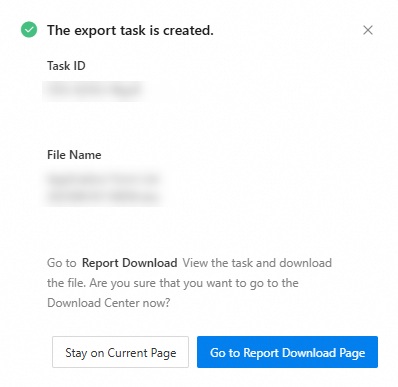 The export task is created.
Task ID
File Name
Go to Report Download View the task and download
the file. Are you sure that you want to go to the
Download Center now?
Stay on Current Page
Go to Report Download Page